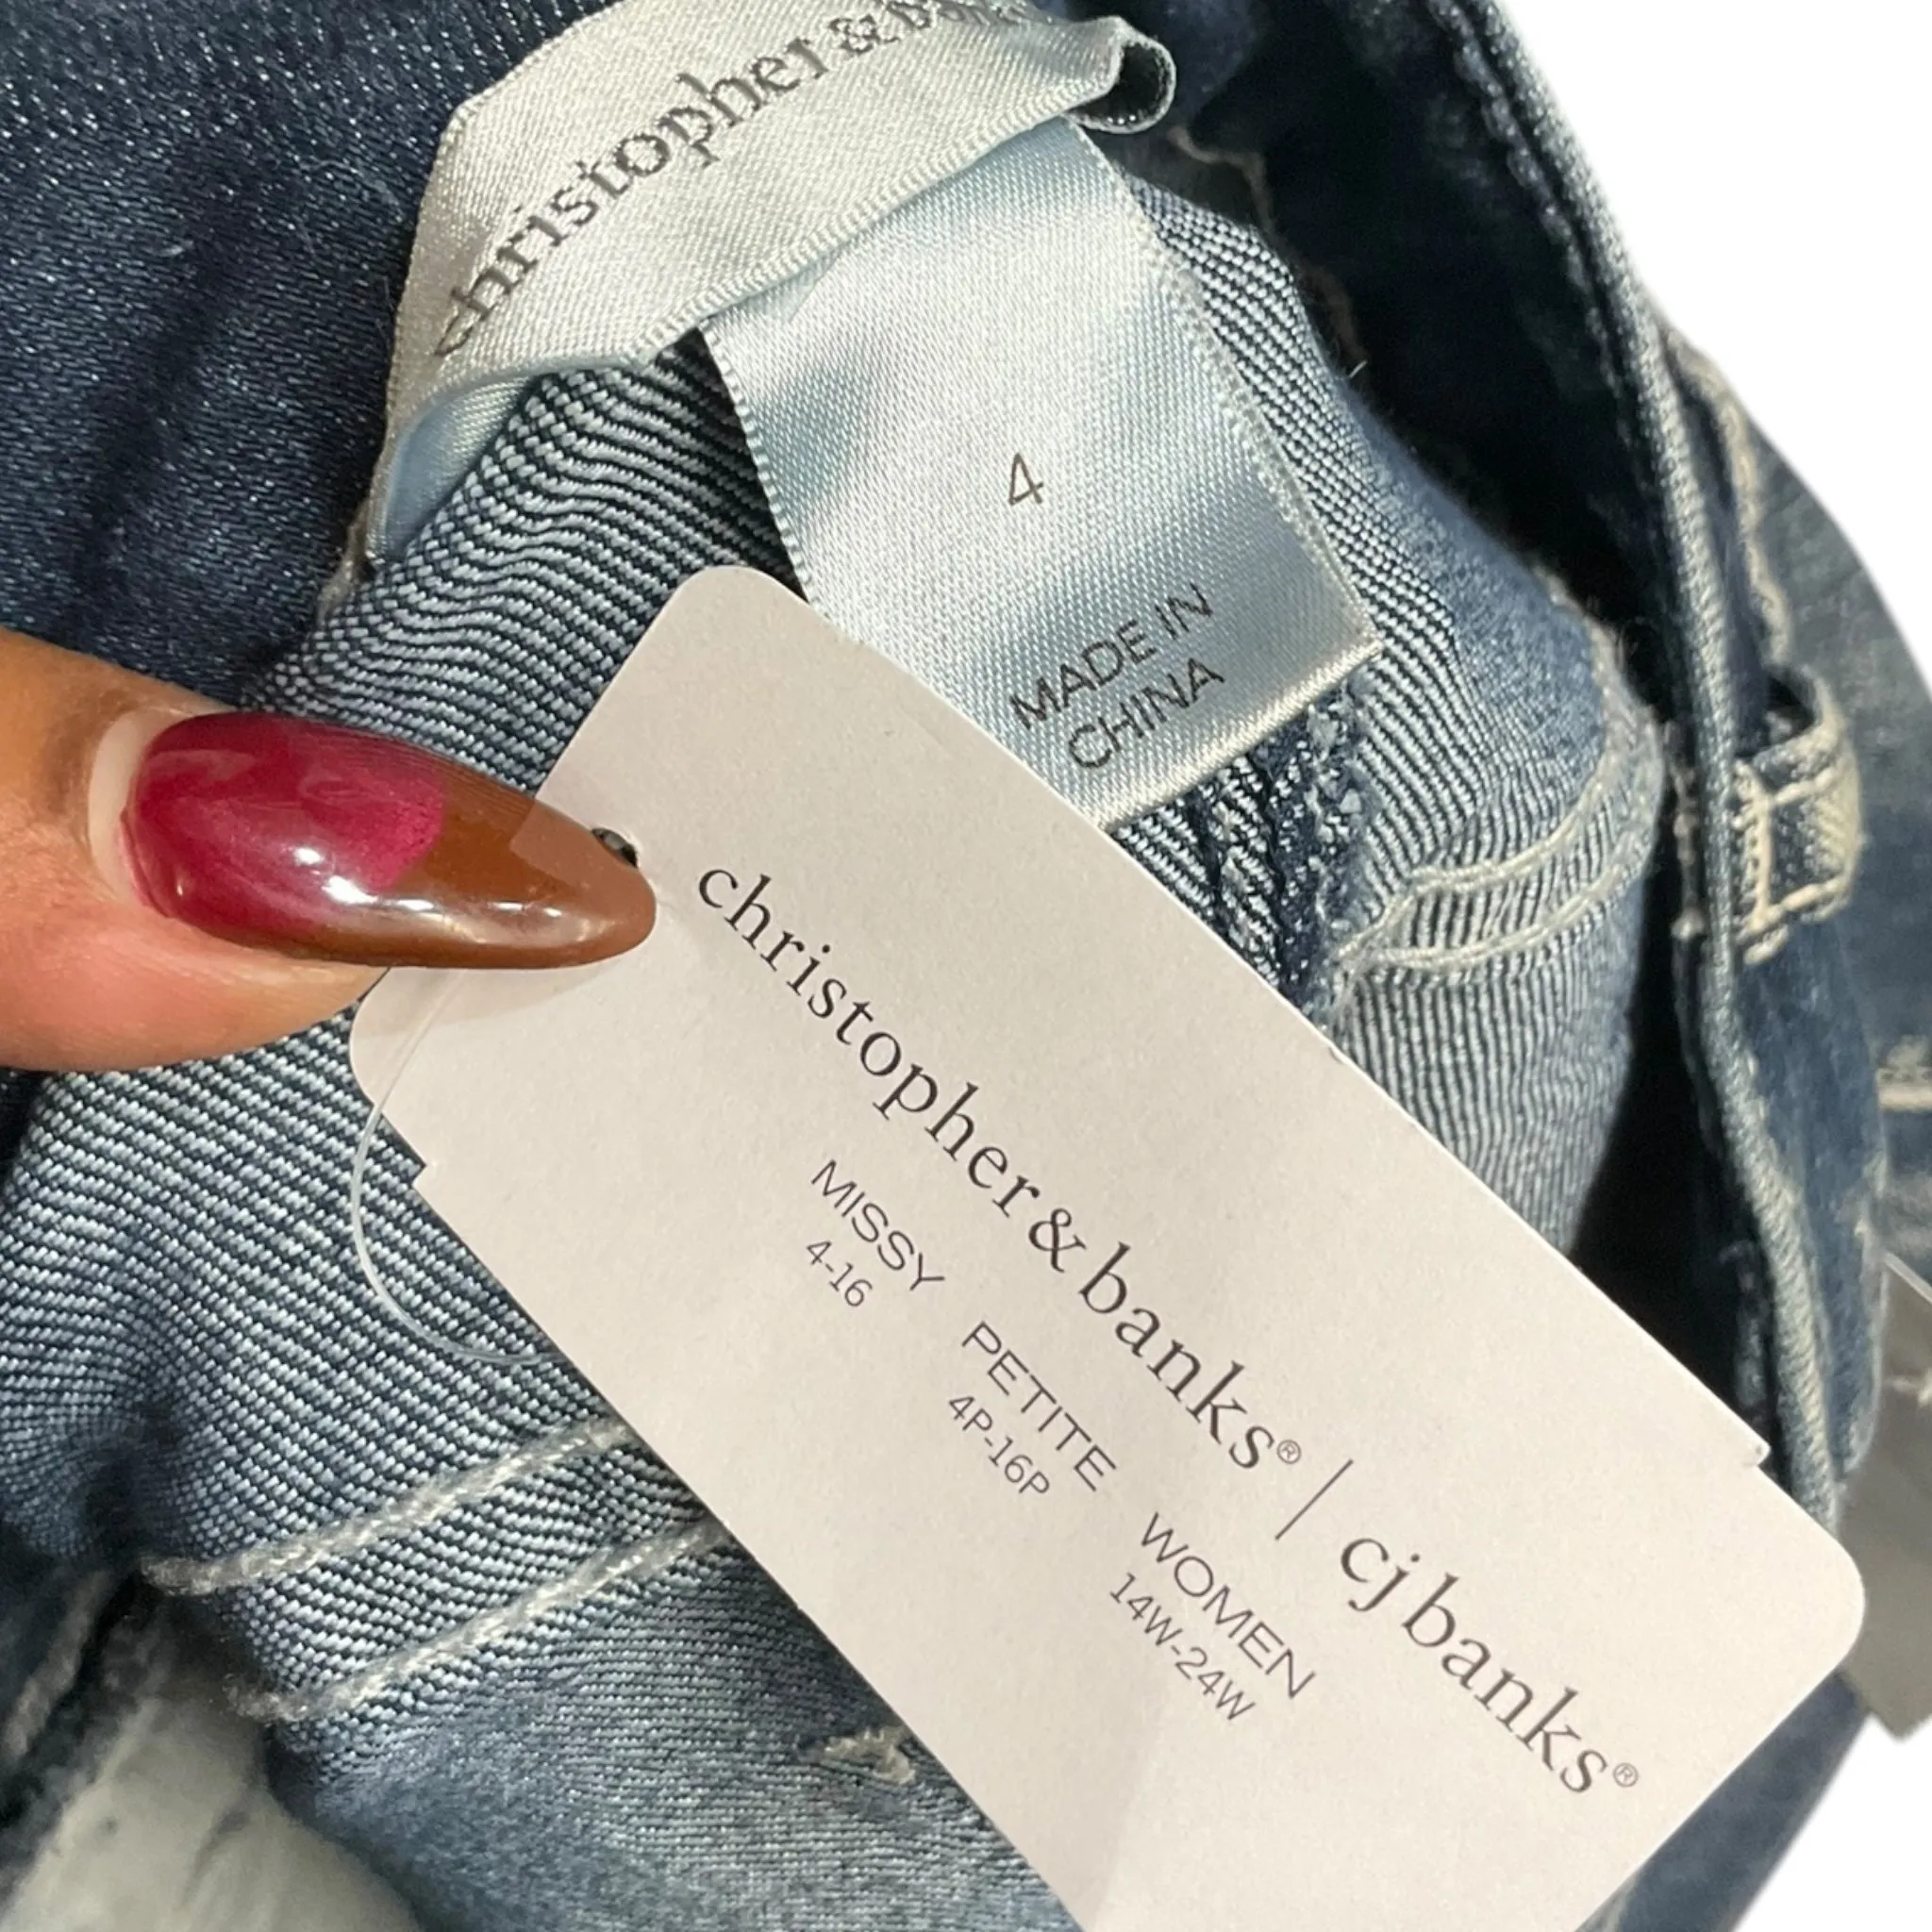 christopher &
4
MADE IN
CHINA
christopher & banks® | cj banks®
MISSY PETITE WOMEN
4-16 4P-16P 14W-24W